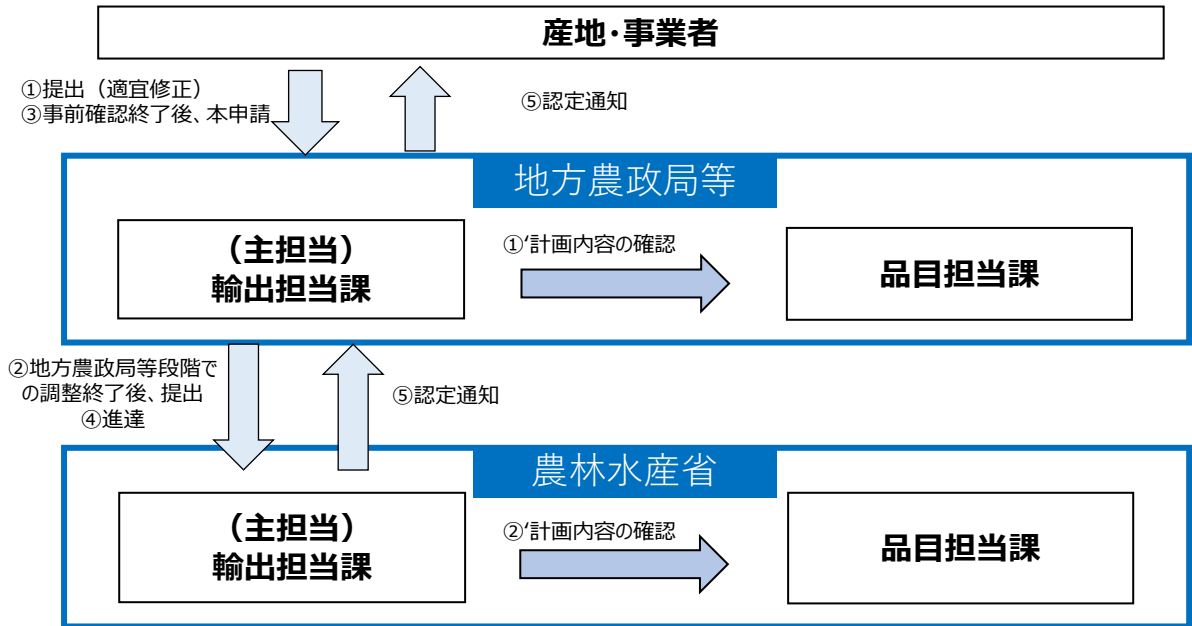 産地・事業者
①提出（適宜修正）
③事前確認終了後、本申請
⑤認定通知
地方農政局等
（主担当）
輸出担当課
①‘計画内容の確認
品目担当課
②地方農政局等段階で
の調整終了後、提出
④進達
⑤認定通知
農林水産省
（主担当）
輸出担当課
②‘計画内容の確認
品目担当課